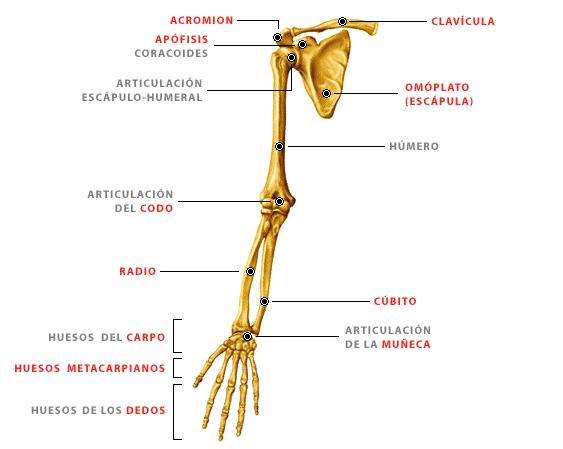 ACROMION
CLAVÍCULA
APÓFISIS
CORACOIDES
ARTICULACIÓN
ESCÁPULO-HUMERAL
OMÓPLATO
(ESCÁPULA)
HÚMERO
ARTICULACIÓN
DEL CODO
RADIO
CÚBITO
HUESOS DEL CARPO
ARTICULACIÓN
DE LA MUÑECA
HUESOS METACARPIANOS
HUESOS DE LOS DEDOS